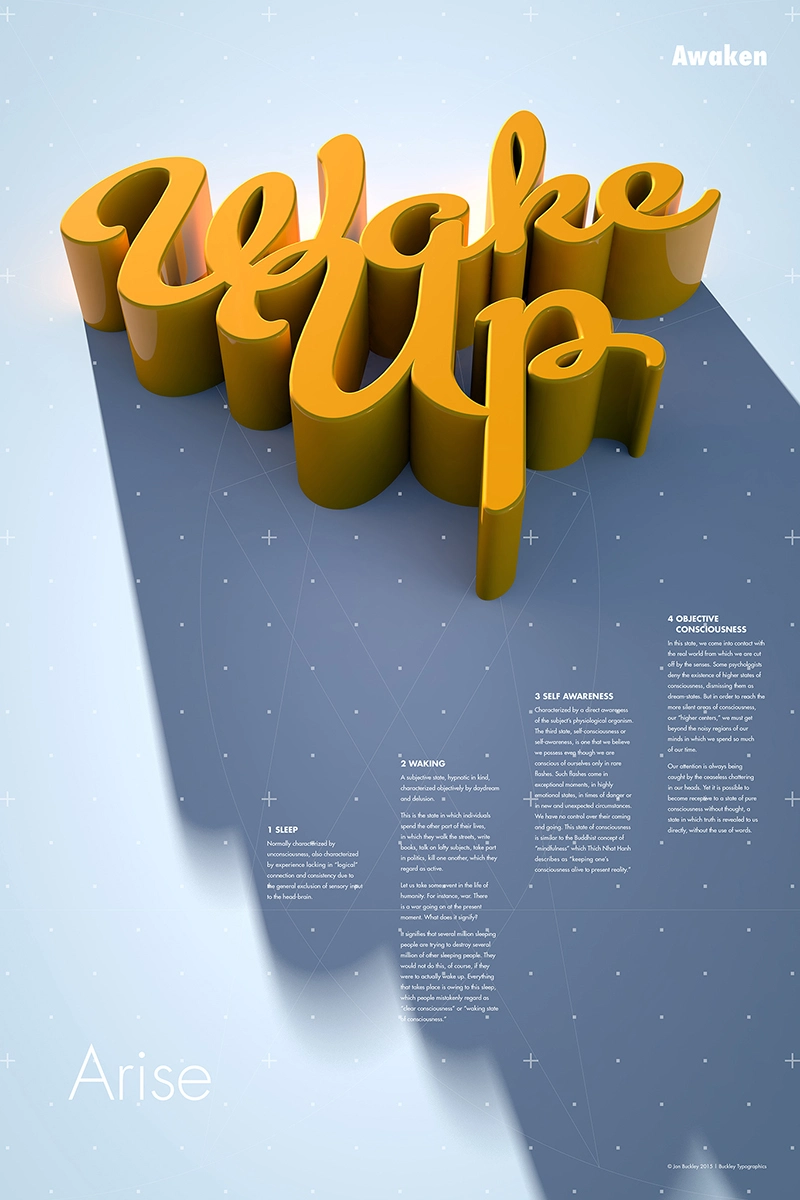 Awaken
Wake
Up
1 SLEEP
Normally characterized by
unconsciousness, also characterized
by experience lacking in “logical”
connection and consistency due to
the general exclusion of sensory input
to the head-brain.
2 WAKING
A subjective state, hypnotic in kind,
characterized objectively by daydream
and delusion.
This is the state in which individuals
spend the other part of their lives,
in which they walk the streets, write
books, talk on lofty subjects, take part
in politics, kill one another, which they
regard as active.
Let us take some event in the life of
humanity. For instance, war. There
is a war going on at the present
moment. What does it signify?
It signifies that several million sleeping
people are trying to destroy several
million of other sleeping people. They
would not do this, of course, if they
were to actually wake up. Everything
that takes place is owing to this sleep,
which people mistakenly regard as
“clear consciousness” or “waking state
of consciousness.”
3 SELF AWARENESS
Characterized by a direct awareness
of the subject’s physiological organism.
The third state, self-consciousness or
self-awareness, is one that we believe
we possess even though we are
conscious of ourselves only in rare
flashes. Such flashes come in
exceptional moments, in highly
emotional states, in times of danger or
in new and unexpected circumstances.
We have no control over their coming
and going. This state of consciousness
is similar to the Buddhist concept of
“mindfulness” which Thich Nhat Hanh
describes as “keeping one’s
consciousness alive to present reality.”
4 OBJECTIVE
CONSCIOUSNESS
In this state, we come into contact with
the real world from which we are cut
off by the senses. Some psychologists
deny the existence of higher states of
consciousness, dismissing them as
dream-states. But in order to reach the
more silent areas of consciousness,
our “higher centers,” we must get
beyond the noisy regions of our
minds in which we spend so much
of our time.
Our attention is always being
caught by the ceaseless chattering
in our heads. Yet it is possible to
become receptive to a state of pure
consciousness without thought, a
state in which truth is revealed to us
directly, without the use of words.
Arise
© Jan Buckley 2015 | Buckley Typographics